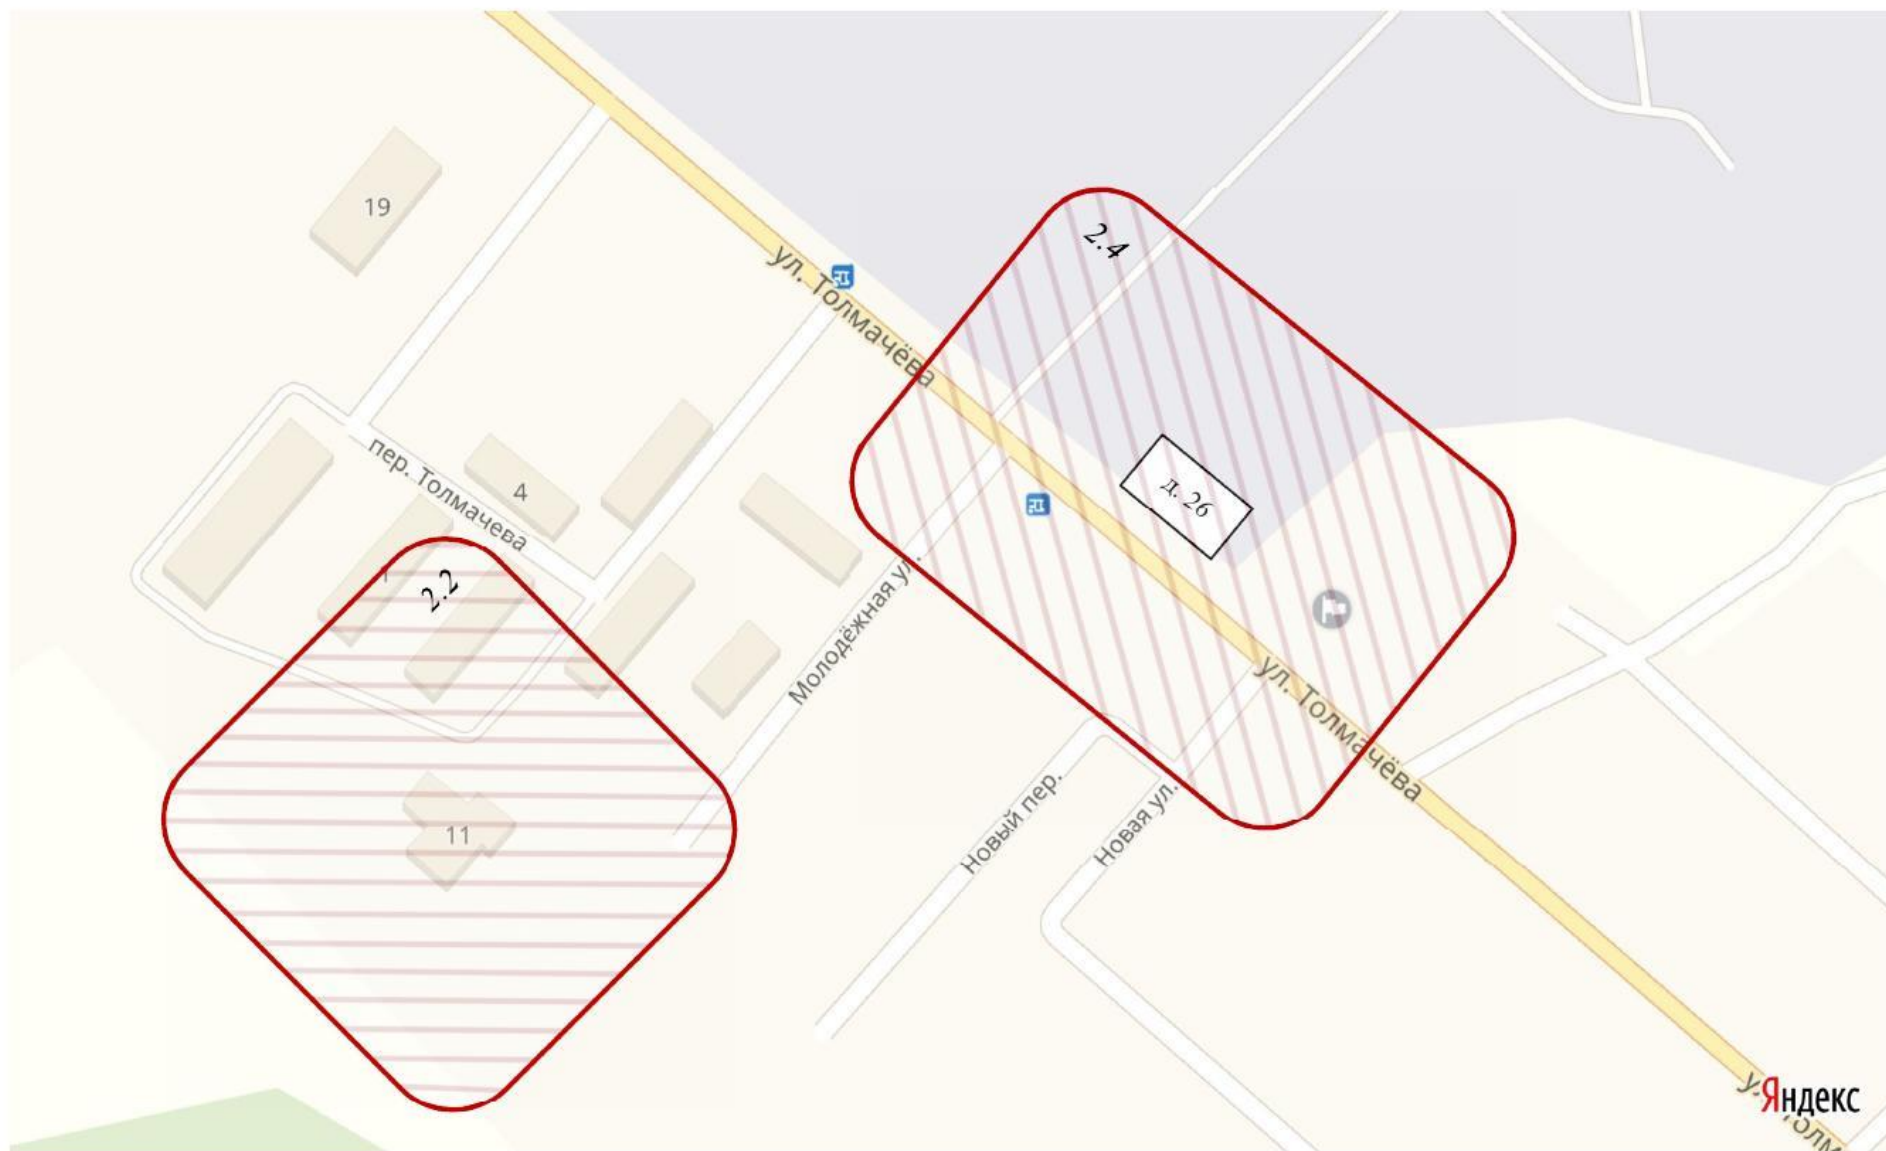 19
2.4
ул. Толмачёва
пер. Толмачева
4
д. 26
7
2.2
Молодёжная ул.
ул. Толмачёва
11
Новый пер.
Новая ул.
Яндекс